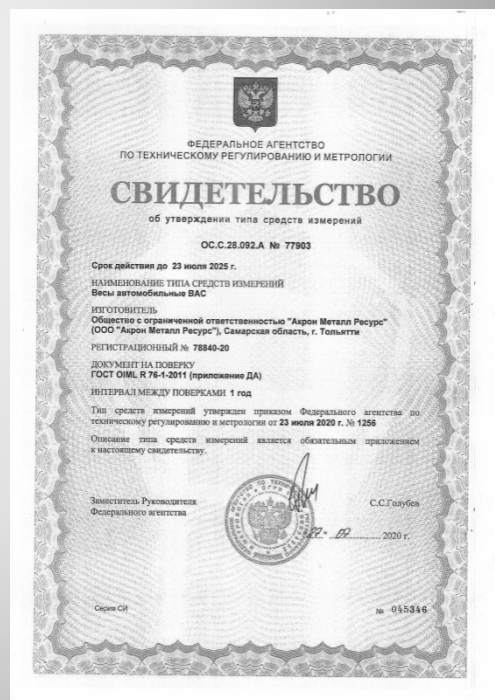 ФЕДЕРАЛЬНОЕ АГЕНТСТВО
ПО ТЕХНИЧЕСКОМУ РЕГУЛИРОВАНИЮ И МЕТРОЛОГИИ
СВИДЕТЕЛЬСТВО
об утверждении типа средств измерений
ОС.С.28.092.А № 77903
Срок действия до 23 июля 2025 г.
НАИМЕНОВАНИЕ ТИПА СРЕДСТВ ИЗМЕРЕНИЙ
Весы автомобильные ВАС
ИЗГОТОВИТЕЛЬ
Общество с ограниченной ответственностью "Акрон Металл Ресурс"
(ООО "Акрон Металл Ресурс"), Самарская область, г. Тольятти
РЕГИСТРАЦИОННЫЙ № 78840-20
ДОКУМЕНТ НА ПОВЕРКУ
ГОСТ OIML R 76-1-2011 (приложение ДА)
ИНТЕРВАЛ МЕЖДУ ПОВЕРКАМИ 1 год
Тип средств измерений утвержден приказом Федерального агентства по
техническому регулированию и метрологии от 23 июля 2020 г. № 1256
Описание типа средств измерений является обязательным приложением
к настоящему свидетельству.
Заместитель Руководителя
Федерального агентства
С.С.Голубев
2020 г.
Серия СИ
№ 045346